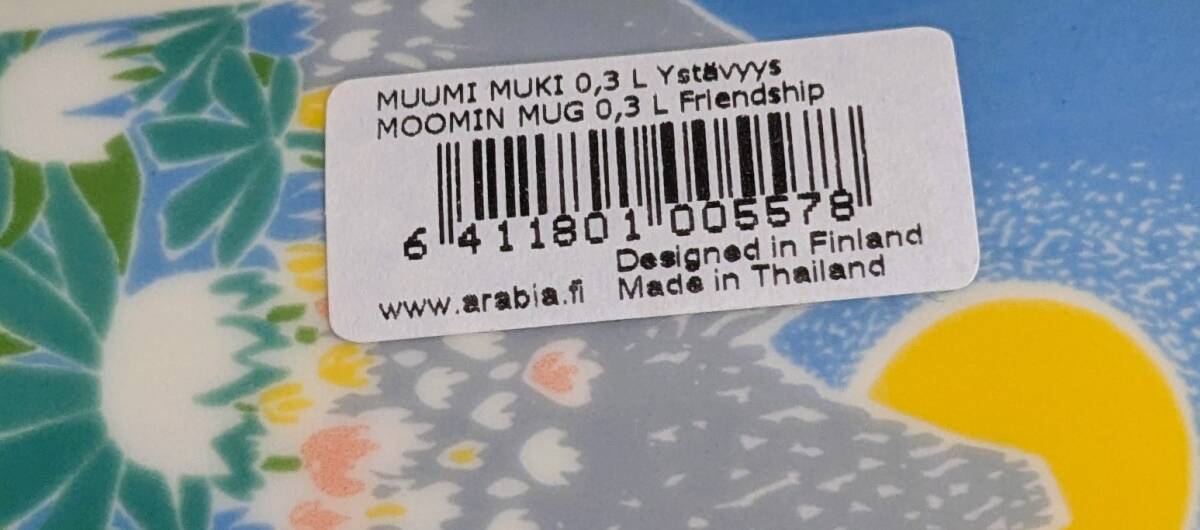 MUUMI MUKI 0,3 L Ystävyys
MOOMIN MUG 0,3 L Friendship
6 411801 005578
Designed in Finland
www.arabia.fi Made in Thailand